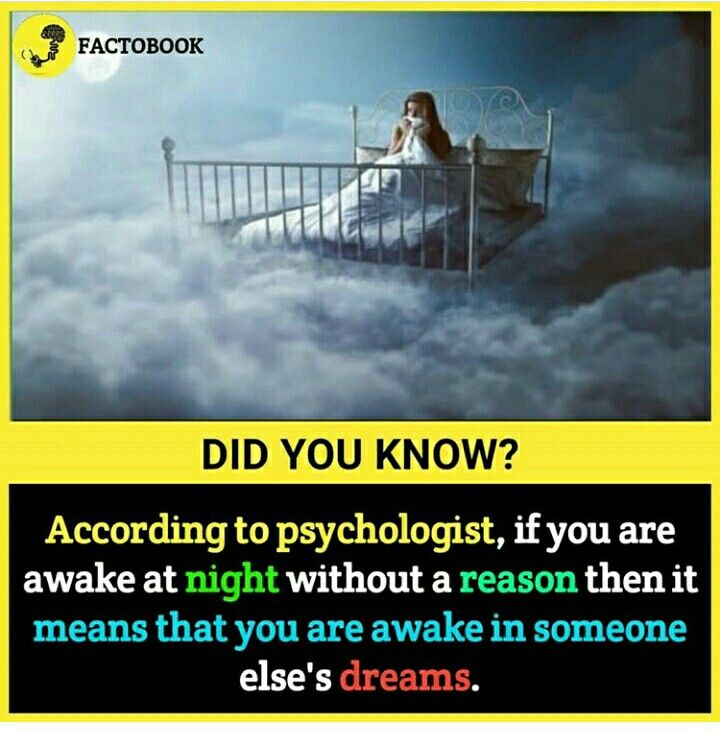 FACTOBOOK
DID YOU KNOW?
According to psychologist, if you are
awake at night without a reason then it
means that you are awake in someone
else's dreams.